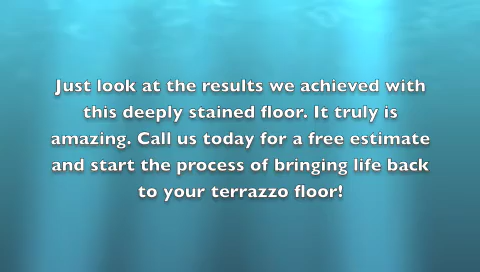 Just look at the results we achieved with
this deeply stained floor. It truly is
amazing. Call us today for a free estimate
and start the process of bringing life back
to your terrazzo floor!